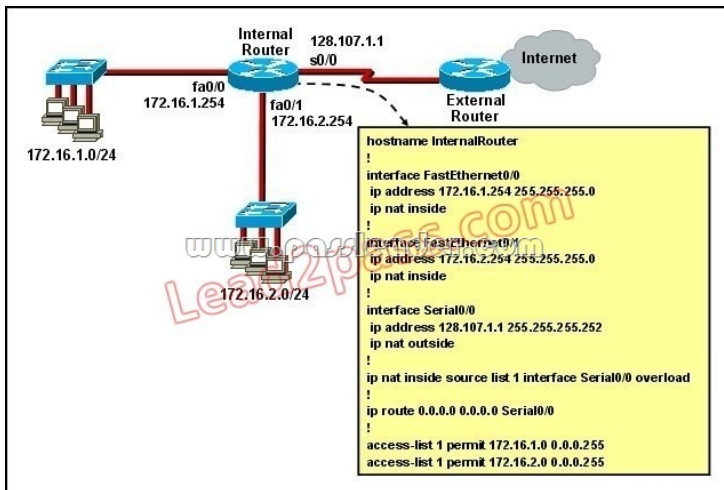 Internal
Router
128.107.1.1
s0/0
Internet
fa0/0
172.16.1.254
fa0/1
172.16.2.254
External
Router
172.16.1.0/24
172.16.2.0/24
hostname InternalRouter
!
interface FastEthernet0/0
ip address 172.16.1.254 255.255.255.0
ip nat inside
!
interface FastEthernet0/1
ip address 172.16.2.254 255.255.255.0
ip nat inside
!
interface Serial0/0
ip address 128.107.1.1 255.255.255.252
ip nat outside
!
ip nat inside source list 1 interface Serial0/0 overload
!
ip route 0.0.0.0 0.0.0.0 Serial0/0
!
access-list 1 permit 172.16.1.0 0.0.0.255
access-list 1 permit 172.16.2.0 0.0.0.255